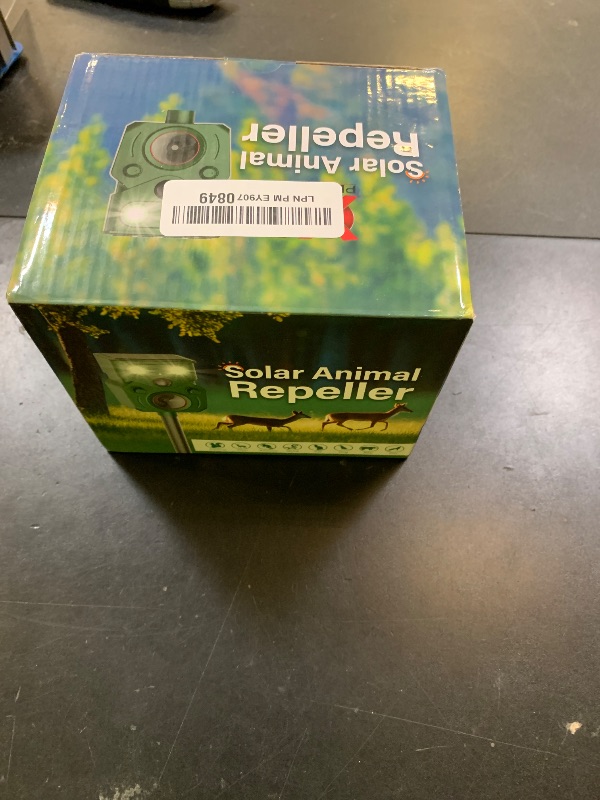 Solar Animal
Repeller
LPN PM EY907 0849
Solar Animal
Repeller